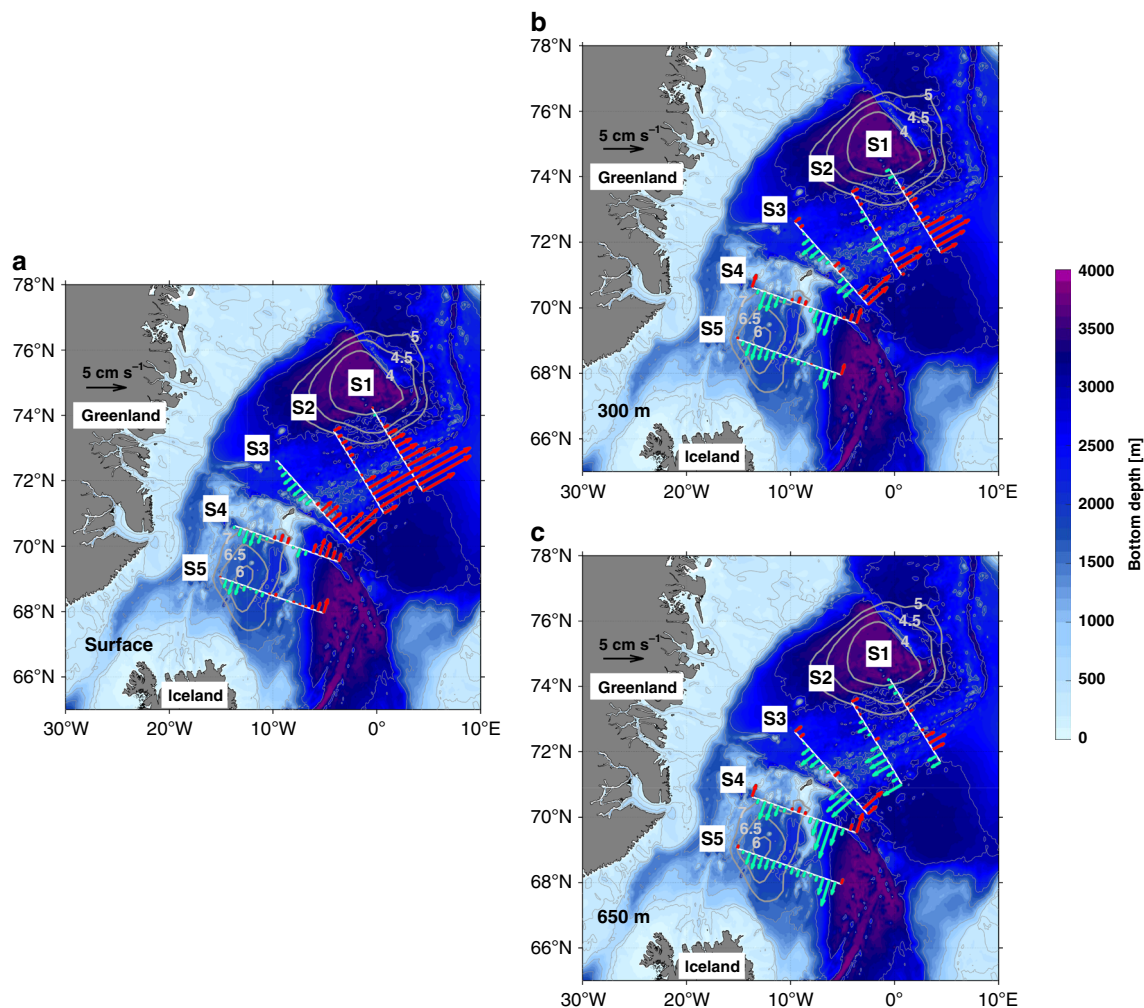 a
78°N
76°N
74°N
72°N
70°N
68°N
66°N
30°W
20°W
10°W
0°
10°E
5 cm s⁻¹
Greenland
S1
S2
S3
S4
S5
5
4.5
4
7
6.5
6
Surface
Iceland
b
78°N
76°N
74°N
72°N
70°N
68°N
66°N
30°W
20°W
10°W
0°
10°E
5 cm s⁻¹
Greenland
S1
S2
S3
S4
S5
5
4.5
4
7
6.5
6
300 m
Iceland
c
78°N
76°N
74°N
72°N
70°N
68°N
66°N
30°W
20°W
10°W
0°
10°E
5 cm s⁻¹
Greenland
S1
S2
S3
S4
S5
5
4.5
4
7
6.5
6
650 m
Iceland
4000
3500
3000
2500
2000
1500
1000
500
0
Bottom depth [m]